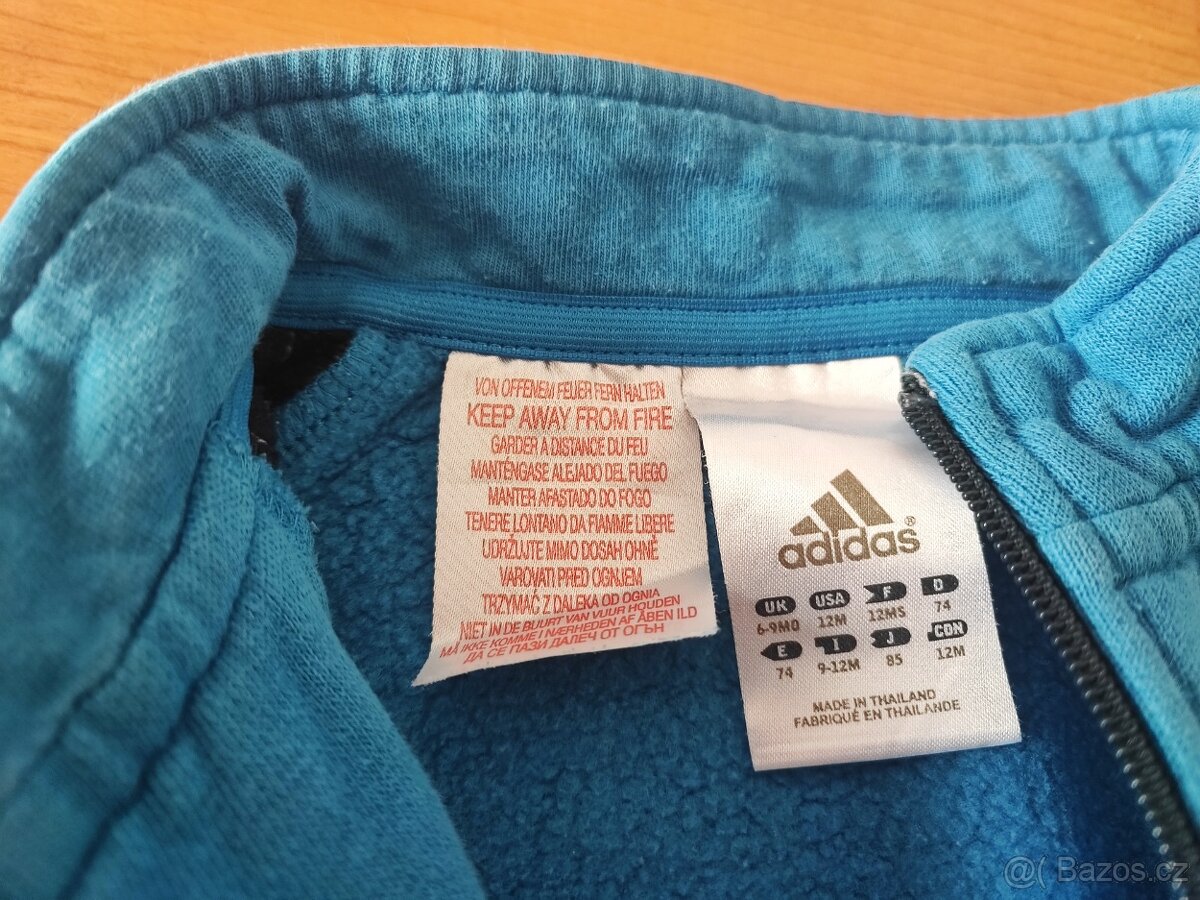 VON OFFENEM FEUER FERN HALTEN
KEEP AWAY FROM FIRE
GARDER A DISTANCE DU FEU
MANTÉNGASE ALEJADO DEL FUEGO
MANTER AFASTADO DO FOGO
TENERE LONTANO DA FIAMME LIBERE
UDRŽUJTE MIMO DOSAH OHNĚ
VAROVATI PRED OGNJEM
TRZYMAĆ Z DALEKA OD OGNIA
NIET IN DE BUURT VAN VUUR HOUDEN
MÅ IKKE KOMME I NÆRHEDEN AF ÅBEN ILD
ДА СЕ ПАЗИ ДАЛЕЧ ОТ ОГЪН
adidas®
UK USA F D
6-9MO 12M 12MS 74
E I J CON
74 9-12M 85 12M
MADE IN THAILAND
FABRIQUÉ EN THAILANDE
@( Bazos.cz